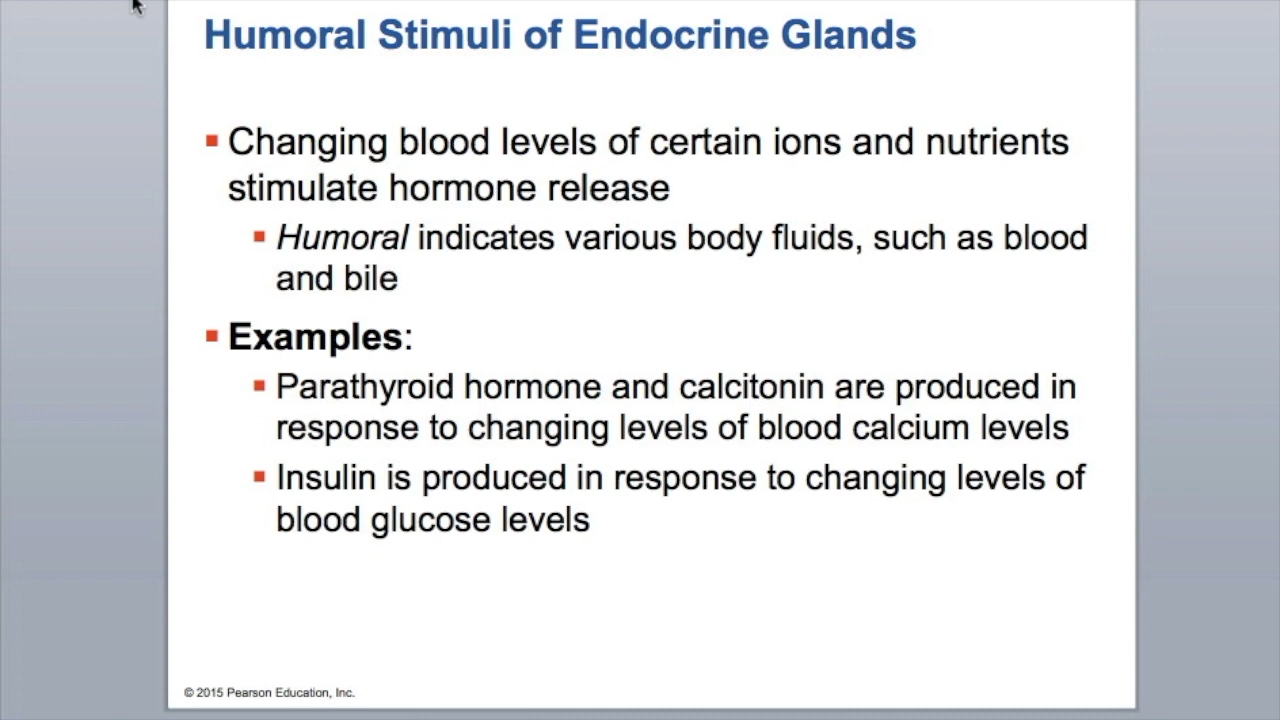 Humoral Stimuli of Endocrine Glands
Changing blood levels of certain ions and nutrients
stimulate hormone release
Humoral indicates various body fluids, such as blood
and bile
Examples:
Parathyroid hormone and calcitonin are produced in
response to changing levels of blood calcium levels
Insulin is produced in response to changing levels of
blood glucose levels
© 2015 Pearson Education, Inc.